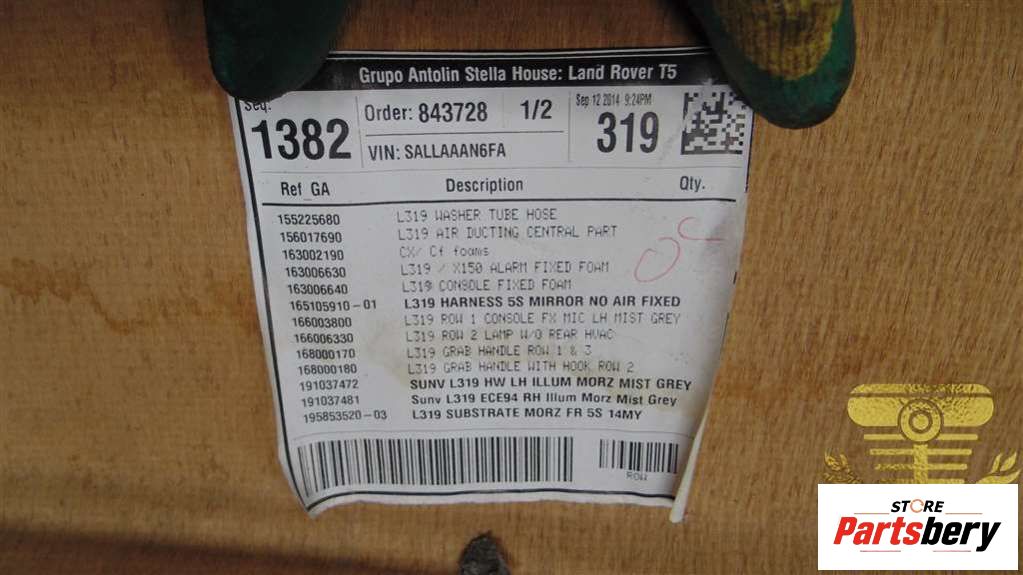 Grupo Antolin Stella House: Land Rover T5
Seq.
1382
Order: 843728 1/2
VIN: SALLAAAN6FA
Sep 12 2014 9:24PM
319
Ref_GA Description Qty.
155225680 L319 WASHER TUBE HOSE
156017690 L319 AIR DUCTING CENTRAL PART
163002190 CX/ Cf foams
163006630 L319 / X150 ALARM FIXED FOAM
163006640 L319 CONSOLE FIXED FOAM
165105910-01 L319 HARNESS 5S MIRROR NO AIR FIXED
166003800 L319 ROW 1 CONSOLE FX MIC LH MIST GREY
166006330 L319 ROW 2 LAMP W/O REAR HVAC
168000170 L319 GRAB HANDLE ROW 1 & 3
168000180 L319 GRAB HANDLE WITH HOOK ROW 2
191037472 SUNV L319 HW LH ILLUM MORZ MIST GREY
191037481 Sunv L319 ECE94 RH Illum Morz Mist Grey
195853520-03 L319 SUBSTRATE MORZ FR 5S 14MY
ROW
STORE
Partsbery